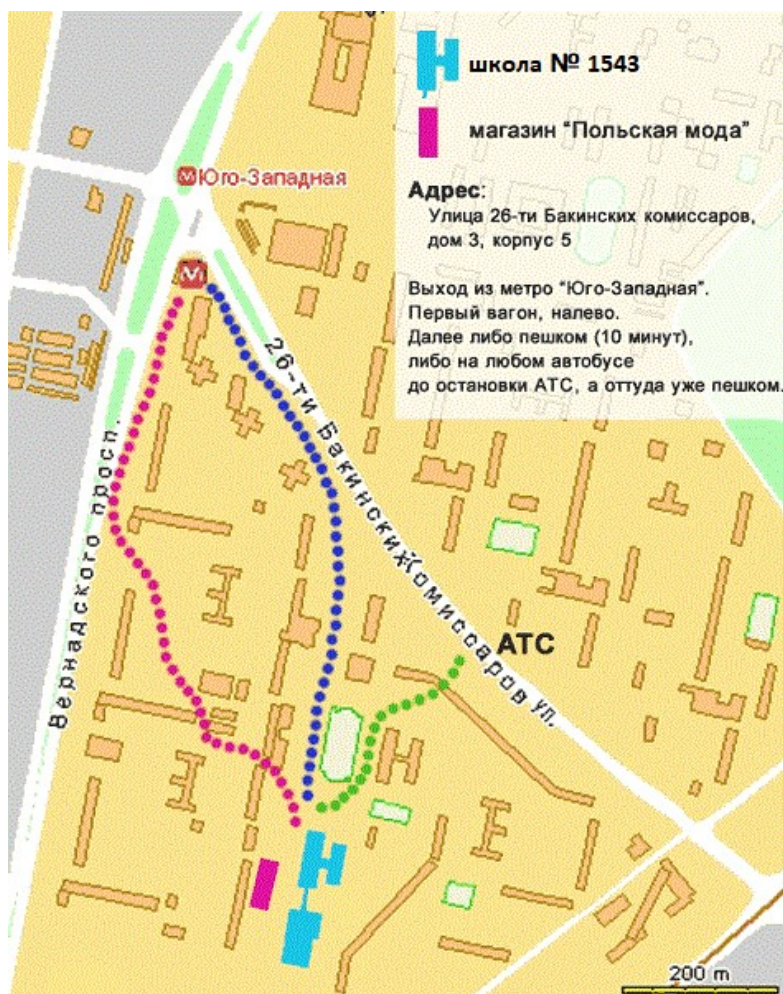 школа № 1543
магазин "Польская мода"
Юго-Западная
Адрес:
Улица 26-ти Бакинских комиссаров,
дом 3, корпус 5
Выход из метро "Юго-Западная".
Первый вагон, налево.
Далее либо пешком (10 минут),
либо на любом автобусе
до остановки АТС, а оттуда уже пешком.
26-ти Бакинских Комиссаров ул.
Вернадского просп.
АТС
200 m